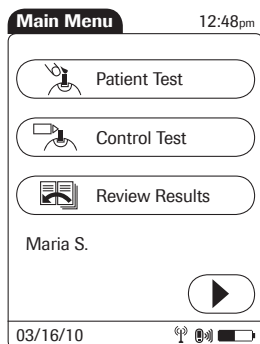 Main Menu 12:48pm
Patient Test
Control Test
Review Results
Maria S.
03/16/10